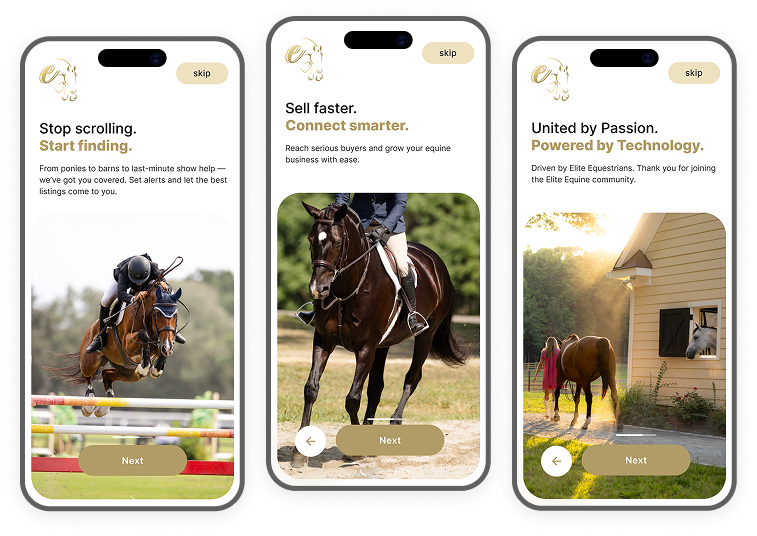 skip
Stop scrolling.
Start finding.
From ponies to barns to last-minute show help —
we've got you covered. Set alerts and let the best
listings come to you.
Next
skip
Sell faster.
Connect smarter.
Reach serious buyers and grow your equine
business with ease.
Next
skip
United by Passion.
Powered by Technology.
Driven by Elite Equestrians. Thank you for joining
the Elite Equine community.
Next